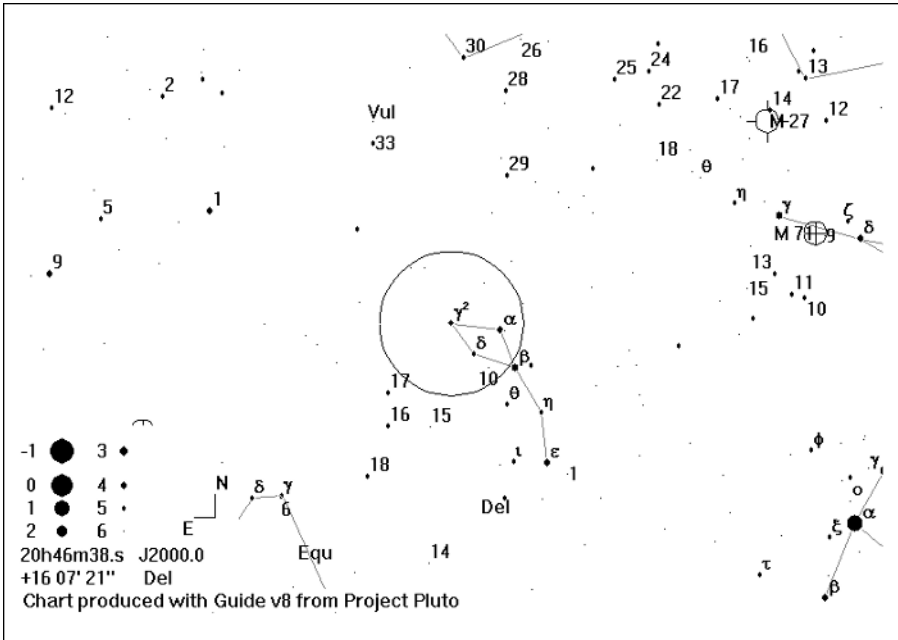 30 26
28
25 24
16
13
12 2
22 17 14
M 27 12
Vul
33
18 θ
29
5 1
η γ ζ
M 71 9 δ
9
13
15 11
10
γ² α
δ β
10
17
θ
16 15
η
φ
ι ε
1
18
γ
ο
α
-1 3
0 4
1 5
2 6
N
E
δ γ
6
Del
ξ
Equ
14
τ
β
20h46m38.s J2000.0
+16 07' 21" Del
Chart produced with Guide v8 from Project Pluto